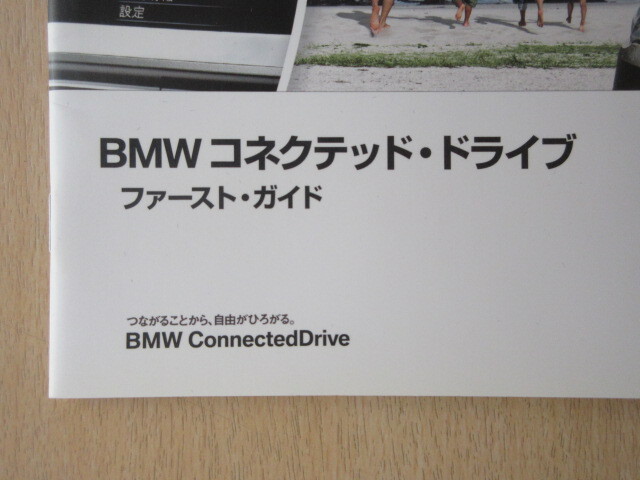 設定
BMW コネクテッド・ドライブ
ファースト・ガイド
つながることから、自由がひろがる。
BMW ConnectedDrive